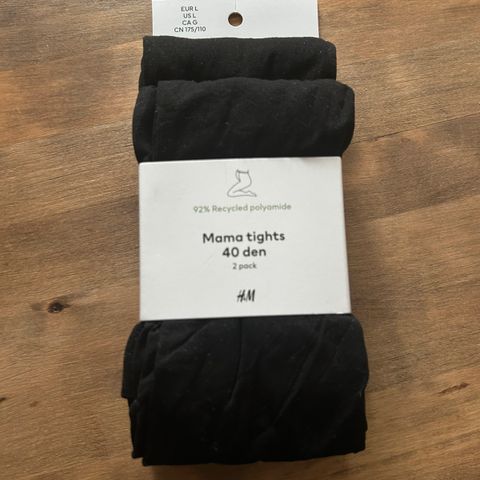 EUR L
US L
CA G
CN 175/110
92% Recycled polyamide
Mama tights
40 den
2 pack
H&M